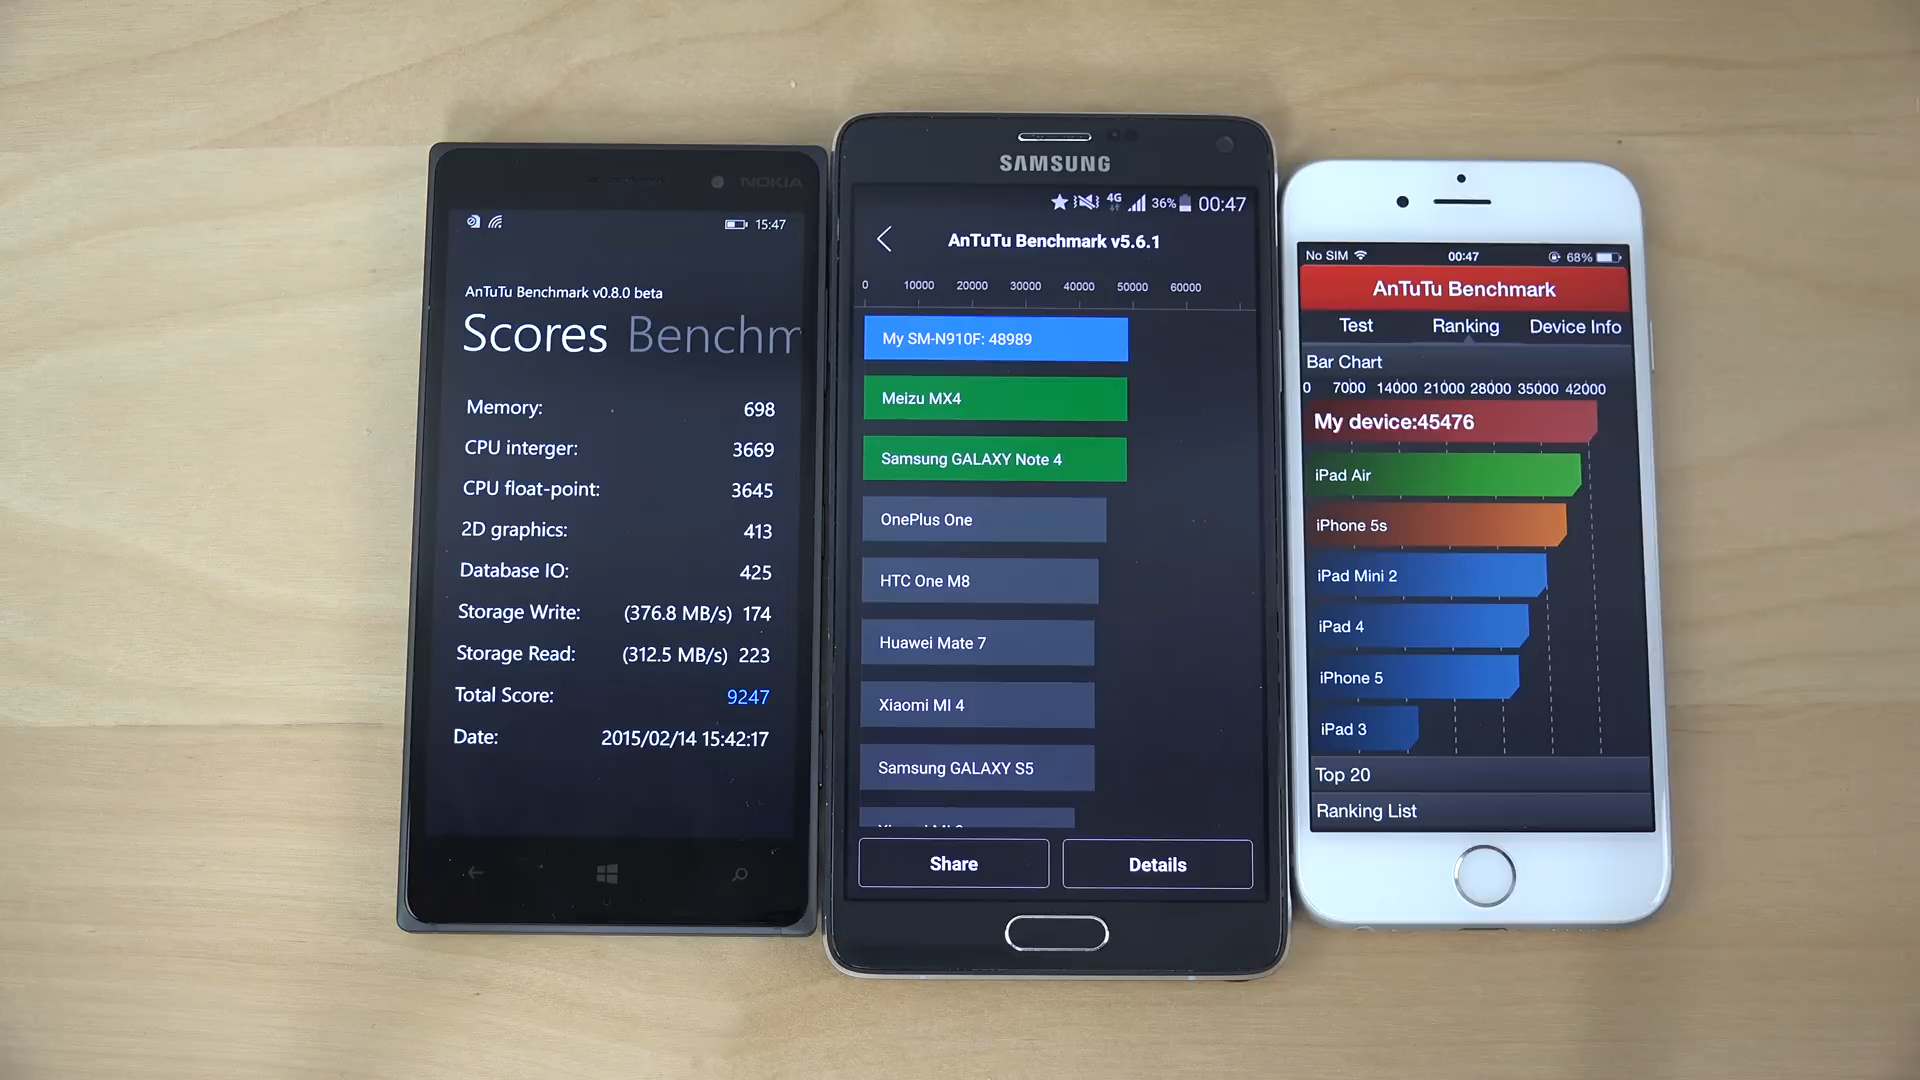 NOKIA
15:47
AnTuTu Benchmark v0.8.0 beta
Scores Benchm
Memory: 698
CPU interger: 3669
CPU float-point: 3645
2D graphics: 413
Database IO: 425
Storage Write: (376.8 MB/s) 174
Storage Read: (312.5 MB/s) 223
Total Score: 9247
Date: 2015/02/14 15:42:17
SAMSUNG
4G 36% 00:47
AnTuTu Benchmark v5.6.1
0 10000 20000 30000 40000 50000 60000
My SM-N910F: 48989
Meizu MX4
Samsung GALAXY Note 4
OnePlus One
HTC One M8
Huawei Mate 7
Xiaomi MI 4
Samsung GALAXY S5
Share Details
No SIM 00:47 68%
AnTuTu Benchmark
Test Ranking Device Info
Bar Chart
0 7000 14000 21000 28000 35000 42000
My device:45476
iPad Air
iPhone 5s
iPad Mini 2
iPad 4
iPhone 5
iPad 3
Top 20
Ranking List